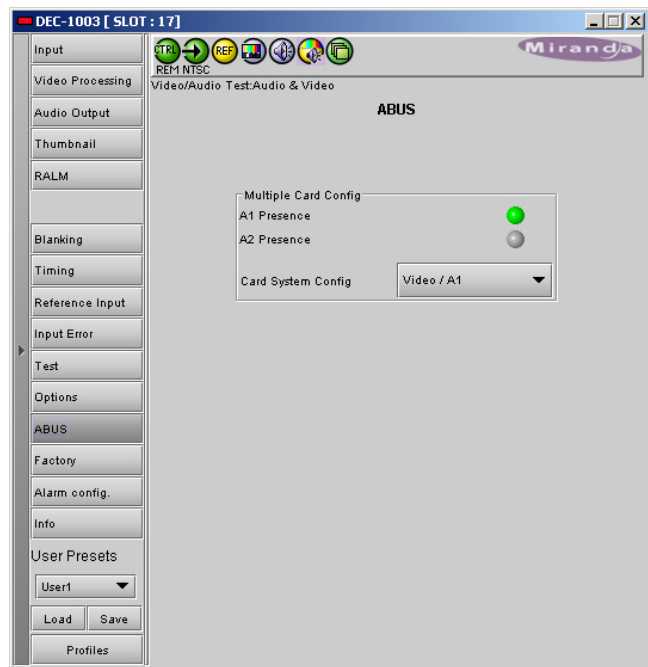 DEC-1003 [ SLOT : 17]
Input
Video Processing
Audio Output
Thumbnail
RALM
Blanking
Timing
Reference Input
Input Error
Test
Options
ABUS
Factory
Alarm config.
Info
User Presets
User1
Load Save
Profiles
CTRL REF
REM NTSC
Miranda
Video/Audio Test:Audio & Video
ABUS
Multiple Card Config
A1 Presence
A2 Presence
Card System Config Video / A1